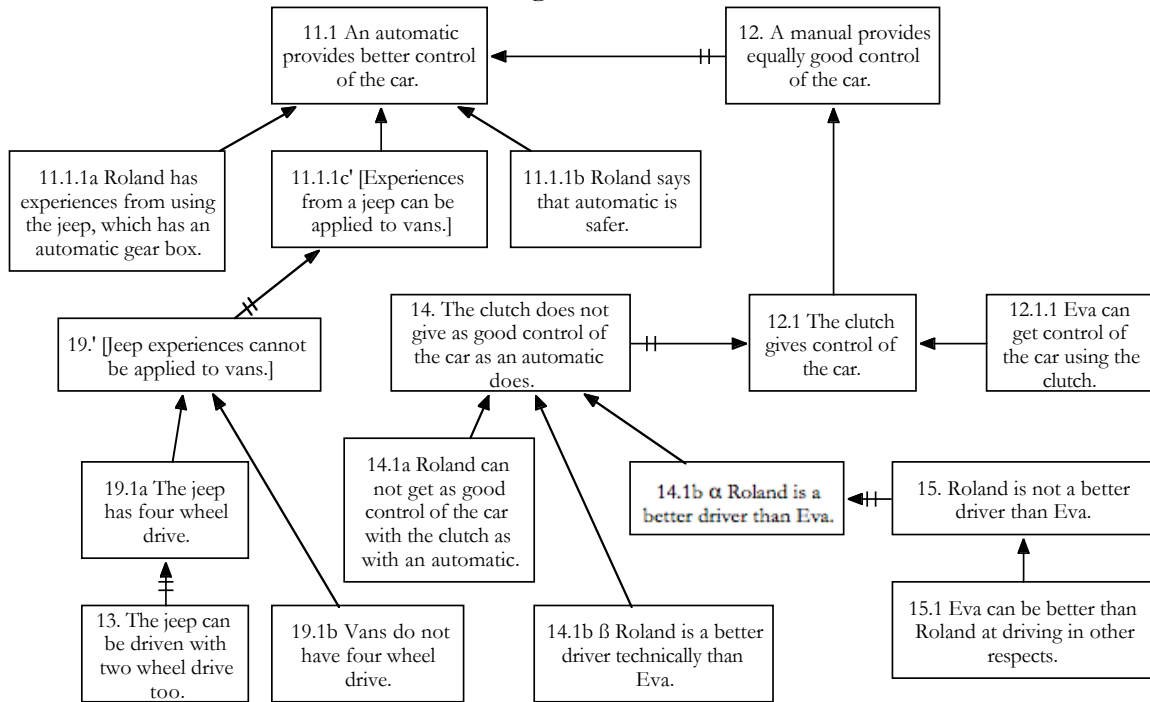 11.1 An automatic
provides better control
of the car.
12. A manual provides
equally good control
of the car.
11.1.1a Roland has
experiences from using
the jeep, which has an
automatic gear box.
11.1.1c' [Experiences
from a jeep can be
applied to vans.]
11.1.1b Roland says
that automatic is
safer.
19.' [Jeep experiences cannot
be applied to vans.]
14. The clutch does not
give as good control of
the car as an automatic
does.
12.1 The clutch
gives control of
the car.
12.1.1 Eva can
get control of
the car using the
clutch.
19.1a The jeep
has four wheel
drive.
14.1a Roland can
not get as good
control of the car
with the clutch as
with an automatic.
14.1b α Roland is a
better driver than Eva.
15. Roland is not a better
driver than Eva.
13. The jeep can
be driven with
two wheel drive
too.
19.1b Vans do not
have four wheel
drive.
14.1b ß Roland is a better
driver technically than
Eva.
15.1 Eva can be better than
Roland at driving in other
respects.